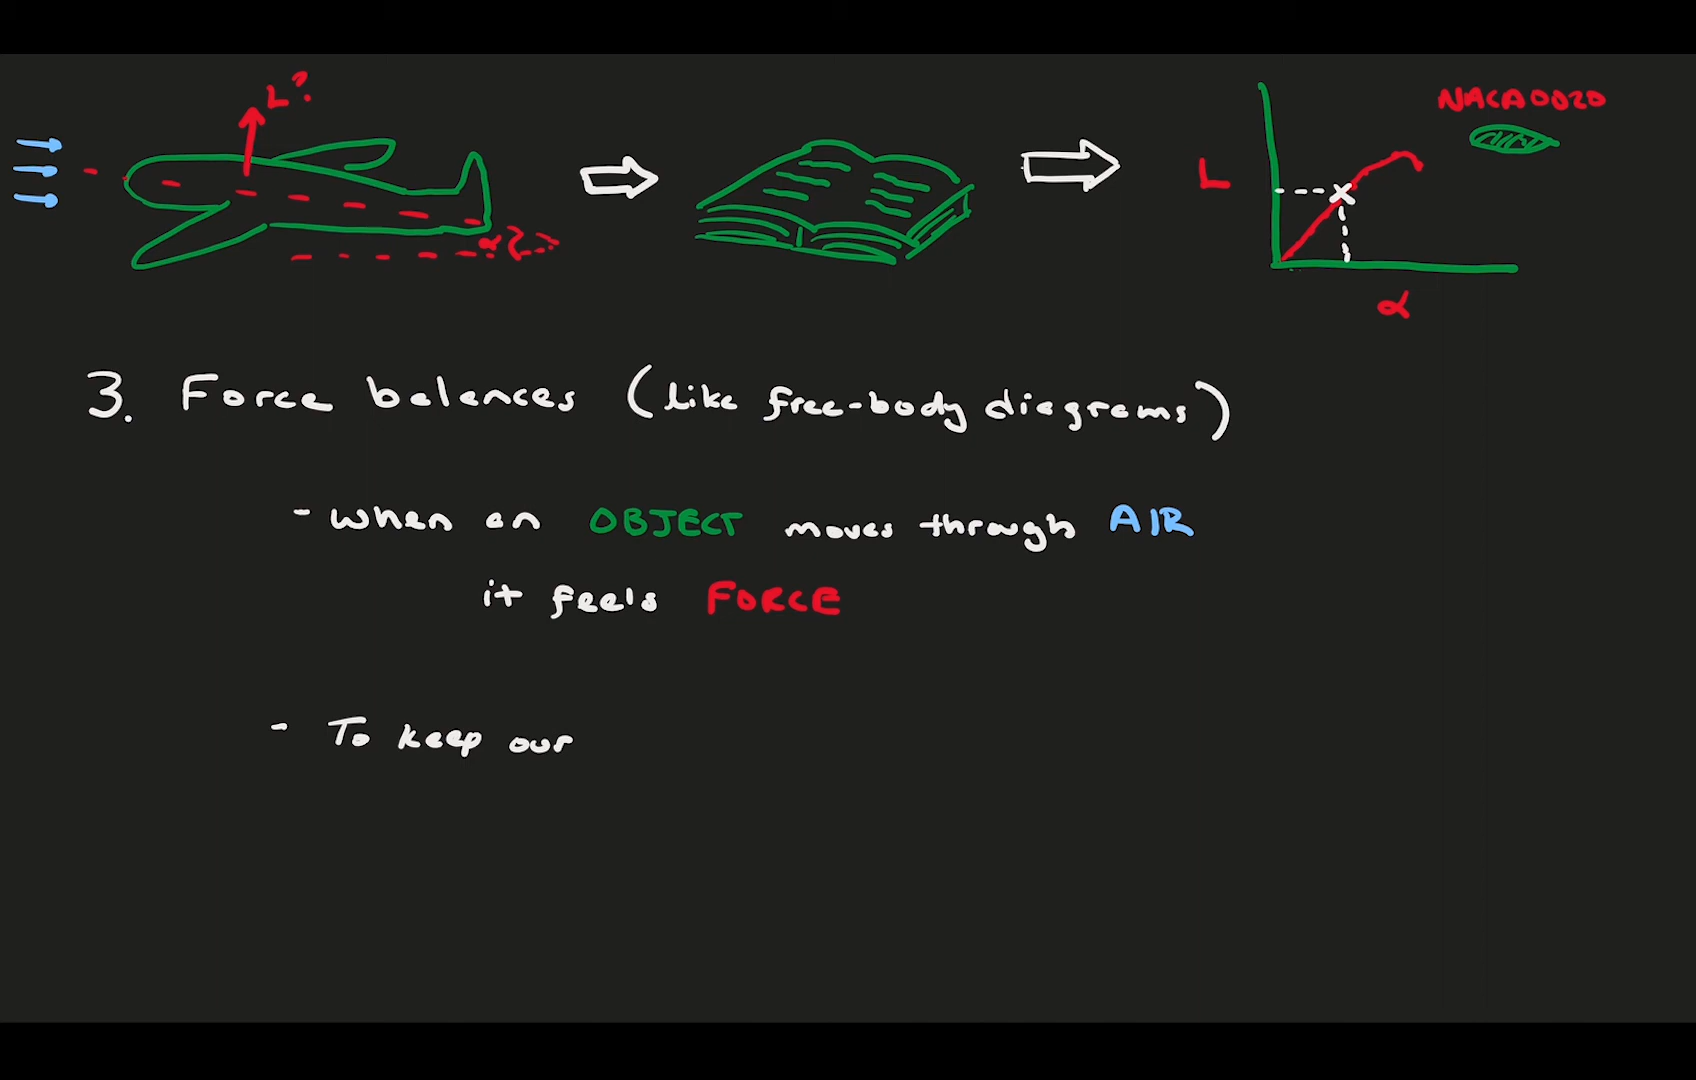 L?
NACA0020
L
α??
α
3. Force balances (like free-body diagrams)
- when an OBJECT moves through AIR
it feels FORCE
- To keep our